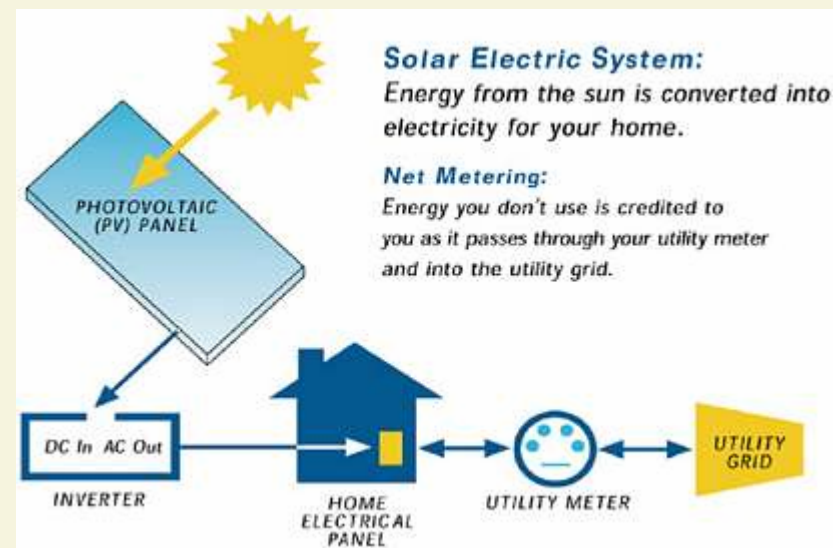 Solar Electric System:
Energy from the sun is converted into
electricity for your home.
Net Metering:
Energy you don't use is credited to
you as it passes through your utility meter
and into the utility grid.
PHOTOVOLTAIC
(PV) PANEL
DC In AC Out
INVERTER
HOME
ELECTRICAL
PANEL
UTILITY METER
UTILITY
GRID